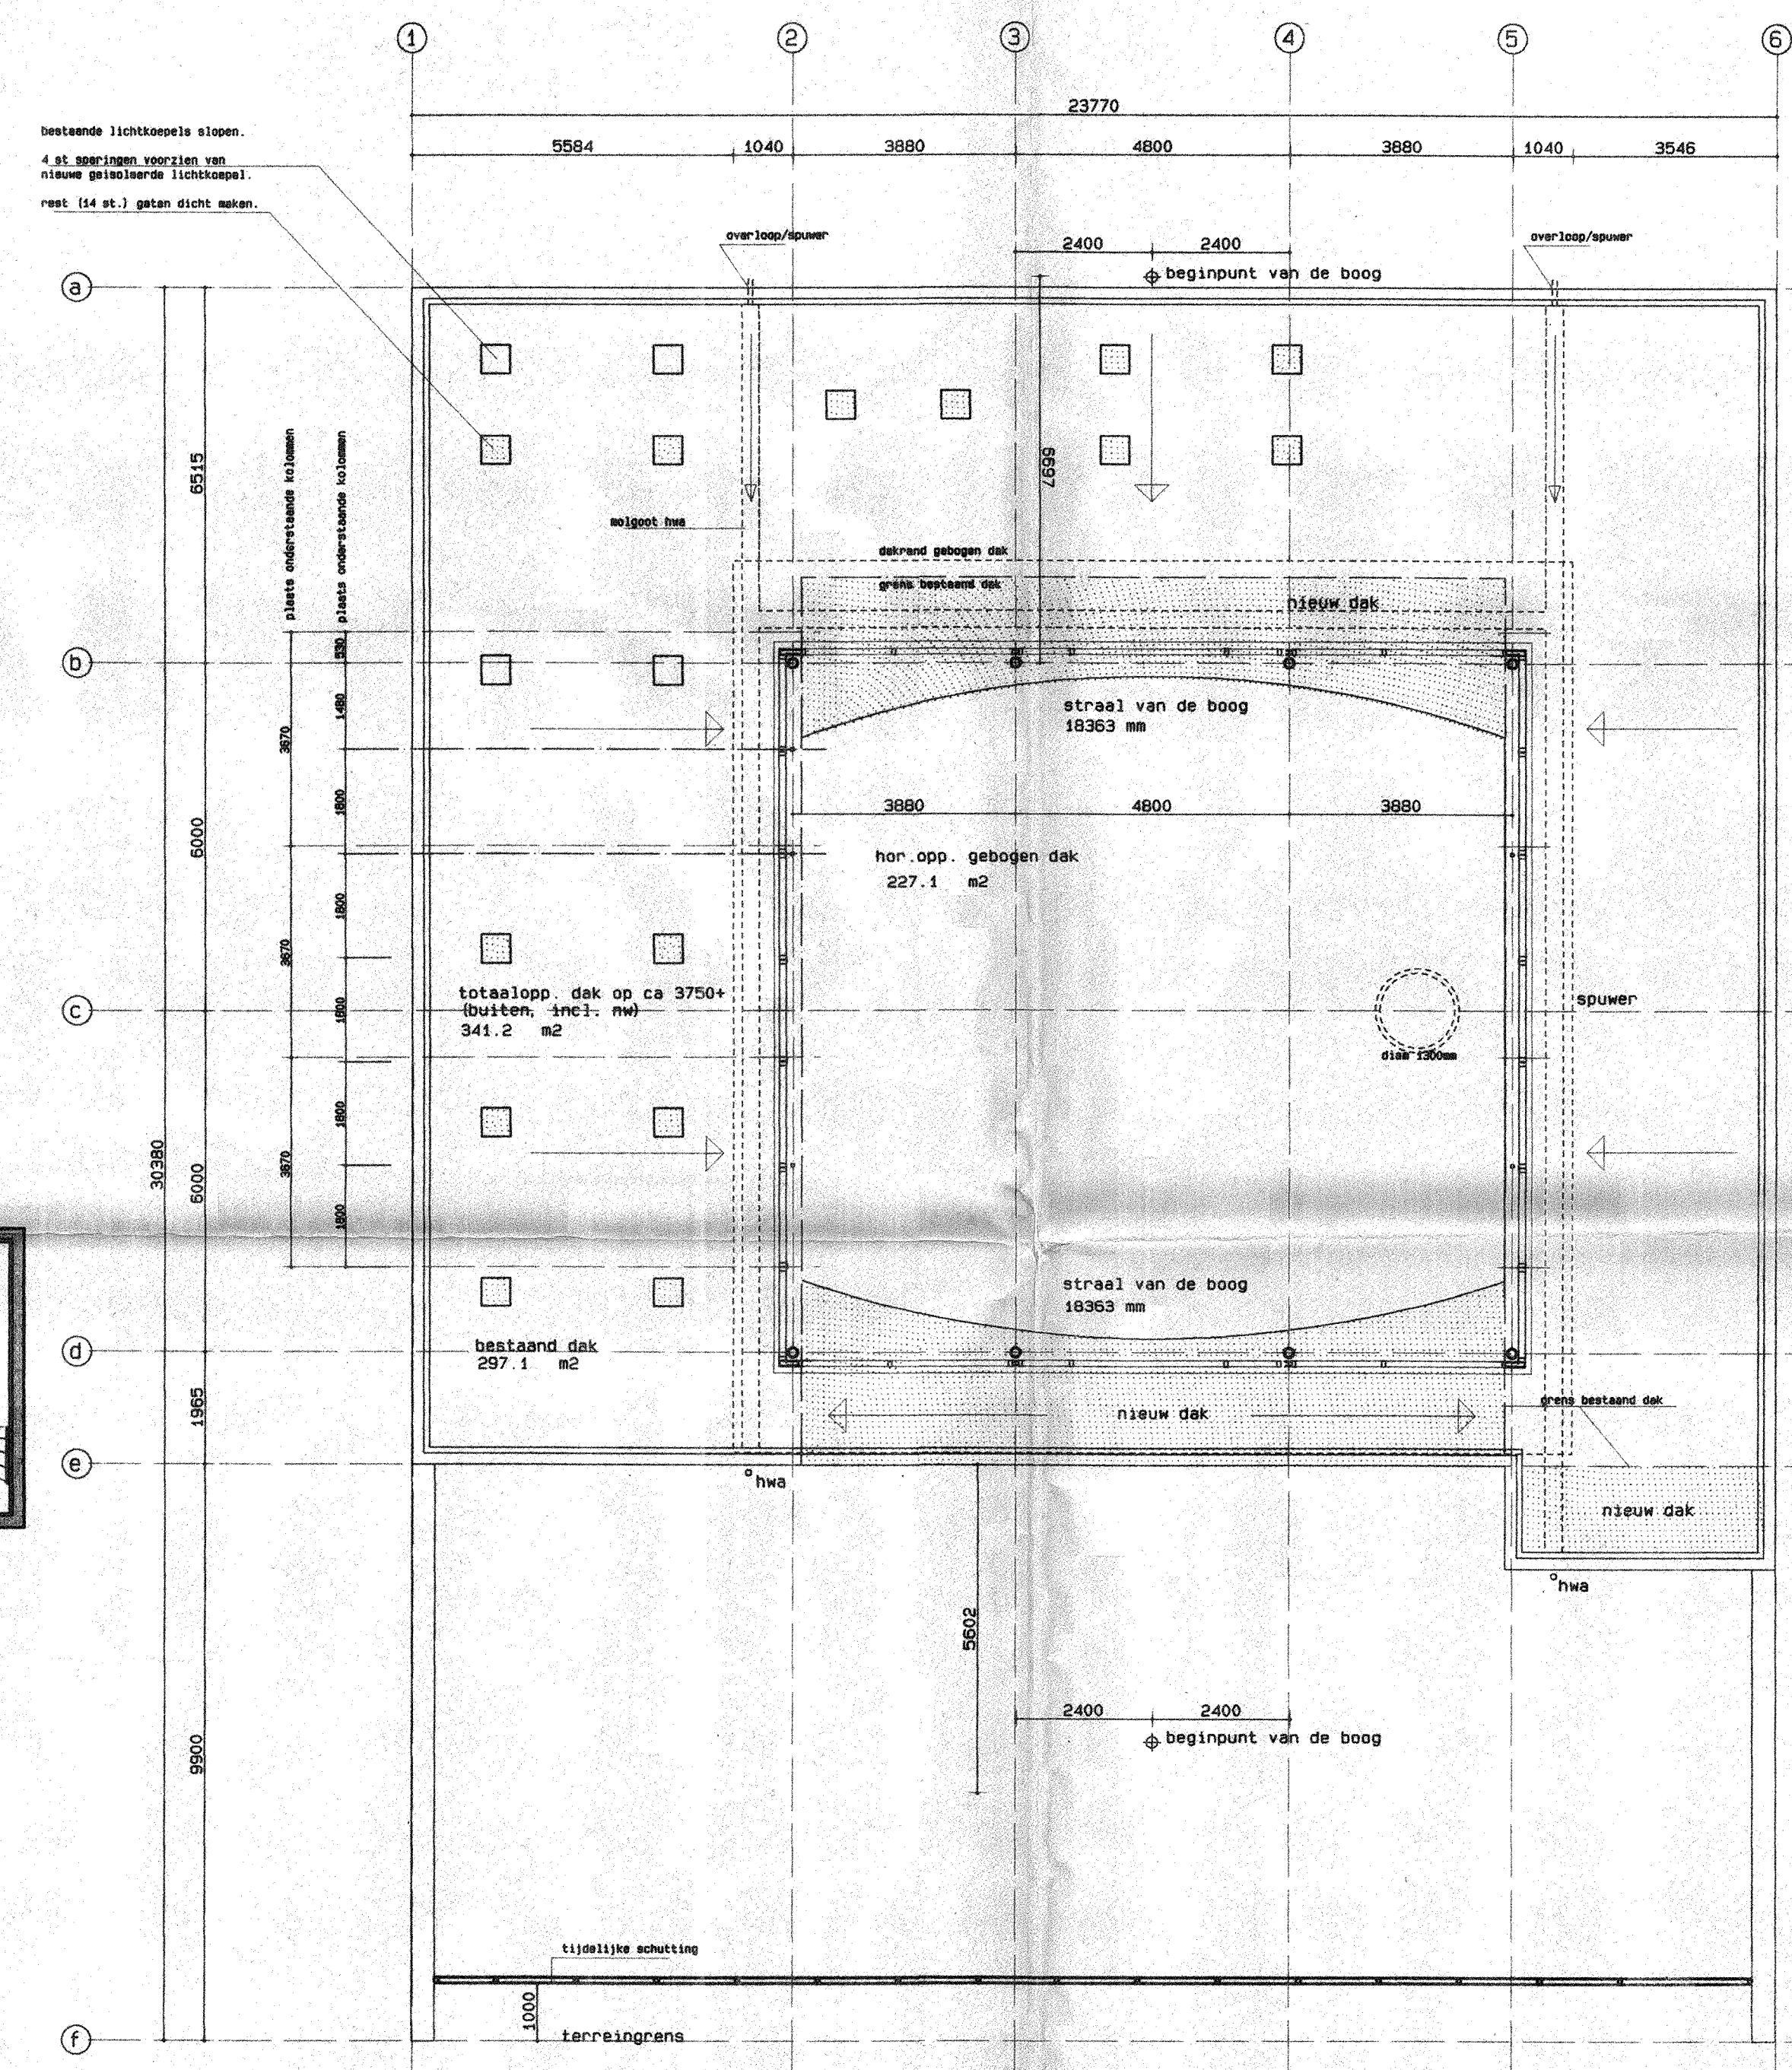 1 2 3 4 5 6
23770
5584 1040 3880 4800 3880 1040 3546
bestaande lichtkoepels slopen.
4 st sparingen voorzien van
nieuwe geisoleerde lichtkoepel.
rest (14 st.) gaten dicht maken.
overloop/spuwer
overloop/spuwer
2400 2400
beginpunt van de boog
a
6515
plaats onderstaande kolommen
plaats onderstaande kolommen
6697
molgoot hwa
dakrand gebogen dak
grens bestaand dak
nieuw dak
b
530
1480
3670
straal van de boog
18363 mm
1800
6000
3880 4800 3880
hor.opp. gebogen dak
227.1 m2
1800
3670
totaalopp. dak op ca 3750+
(buiten, incl. nw)
341.2 m2
c
1800
spuwer
diam 1300mm
1800
3670
30380
6000
1800
straal van de boog
18363 mm
d
bestaand dak
297.1 m2
1965
nieuw dak
grens bestaand dak
e
hwa
nieuw dak
hwa
5602
2400 2400
beginpunt van de boog
9900
tijdelijke schutting
1000
f
terreingrens